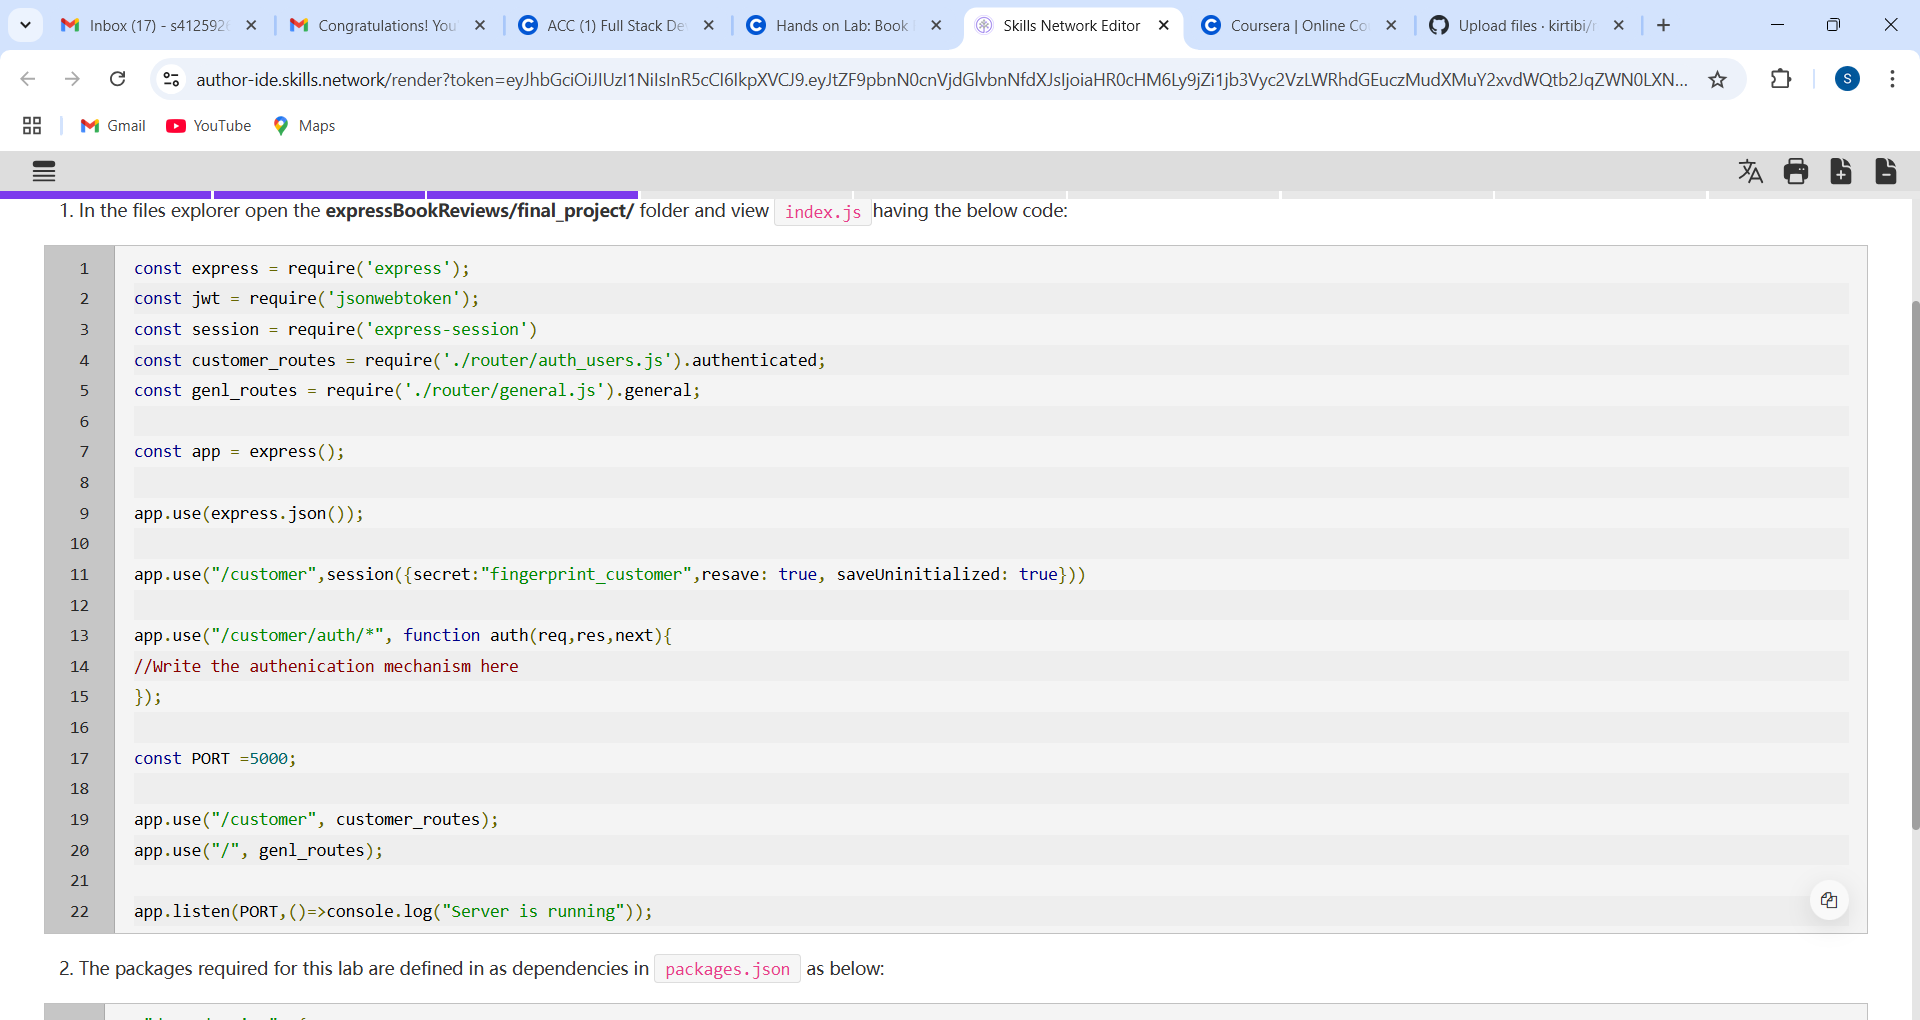 Inbox (17) - s412592
Congratulations! You
ACC (1) Full Stack De
Hands on Lab: Book
Skills Network Editor
Coursera | Online Co
Upload files · kirtibi/r
author-ide.skills.network/render?token=eyJhbGciOiJIUzI1NiIsInR5cCI6IkpXVCJ9.eyJtZF9pbnN0cnVjdGlvbnNfdXJsIjoiaHR0cHM6Ly9jZi1jb3Vyc2VzLWRhdGEuczMudXMuY2xvdWQtb2JqZWN0LXN...
S
Gmail
YouTube
Maps
1. In the files explorer open the expressBookReviews/final_project/ folder and view index.js having the below code:
1 const express = require('express');
2 const jwt = require('jsonwebtoken');
3 const session = require('express-session')
4 const customer_routes = require('./router/auth_users.js').authenticated;
5 const genl_routes = require('./router/general.js').general;
6
7 const app = express();
8
9 app.use(express.json());
10
11 app.use("/customer",session({secret:"fingerprint_customer",resave: true, saveUninitialized: true}))
12
13 app.use("/customer/auth/*", function auth(req,res,next){
14 //Write the authenication mechanism here
15 });
16
17 const PORT =5000;
18
19 app.use("/customer", customer_routes);
20 app.use("/", genl_routes);
21
22 app.listen(PORT,()=>console.log("Server is running"));
2. The packages required for this lab are defined in as dependencies in packages.json as below: